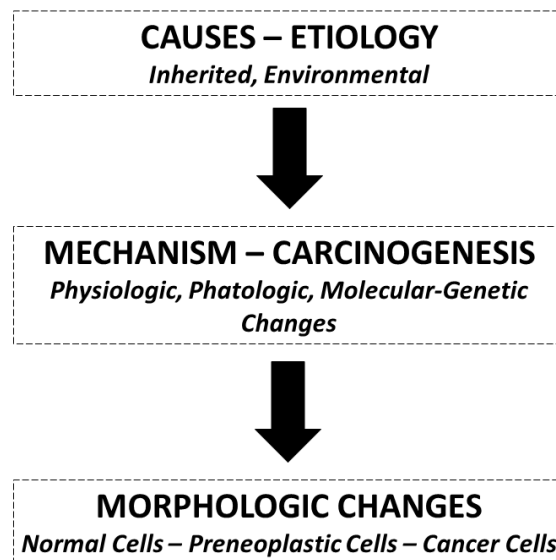 CAUSES – ETIOLOGY
Inherited, Environmental
MECHANISM – CARCINOGENESIS
Physiologic, Phatologic, Molecular-Genetic
Changes
MORPHOLOGIC CHANGES
Normal Cells – Preneoplastic Cells – Cancer Cells